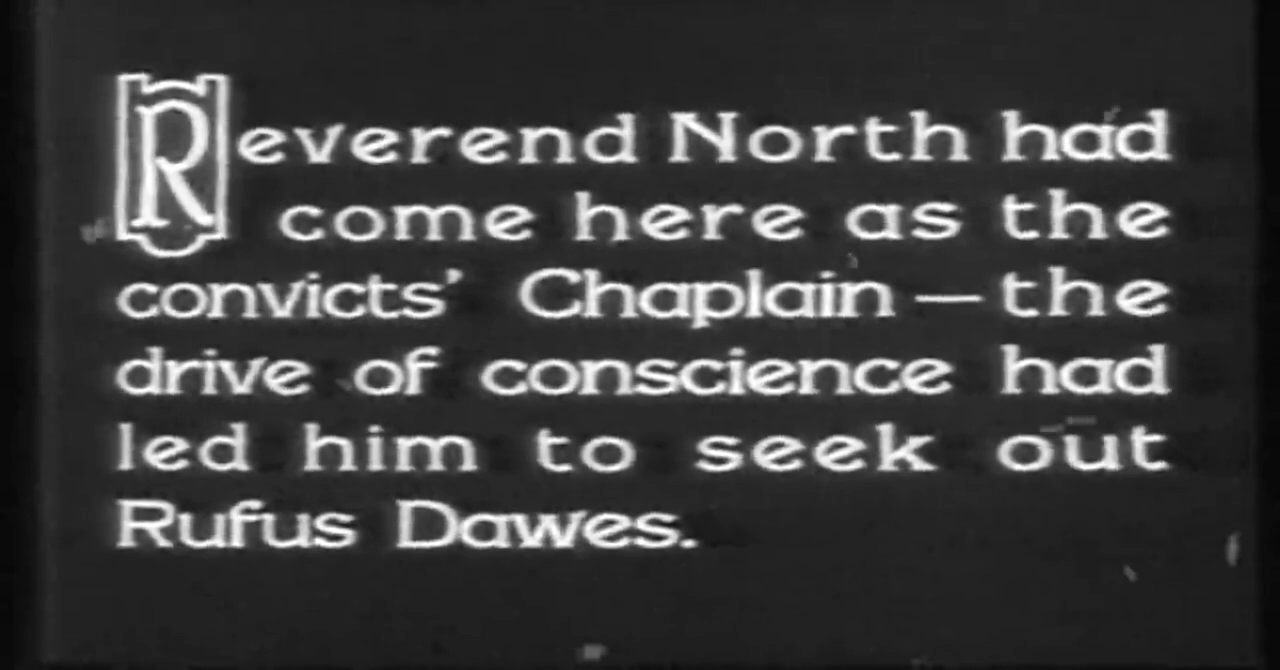 Reverend North had
come here as the
convicts' Chaplain — the
drive of conscience had
led him to seek out
Rufus Dawes.